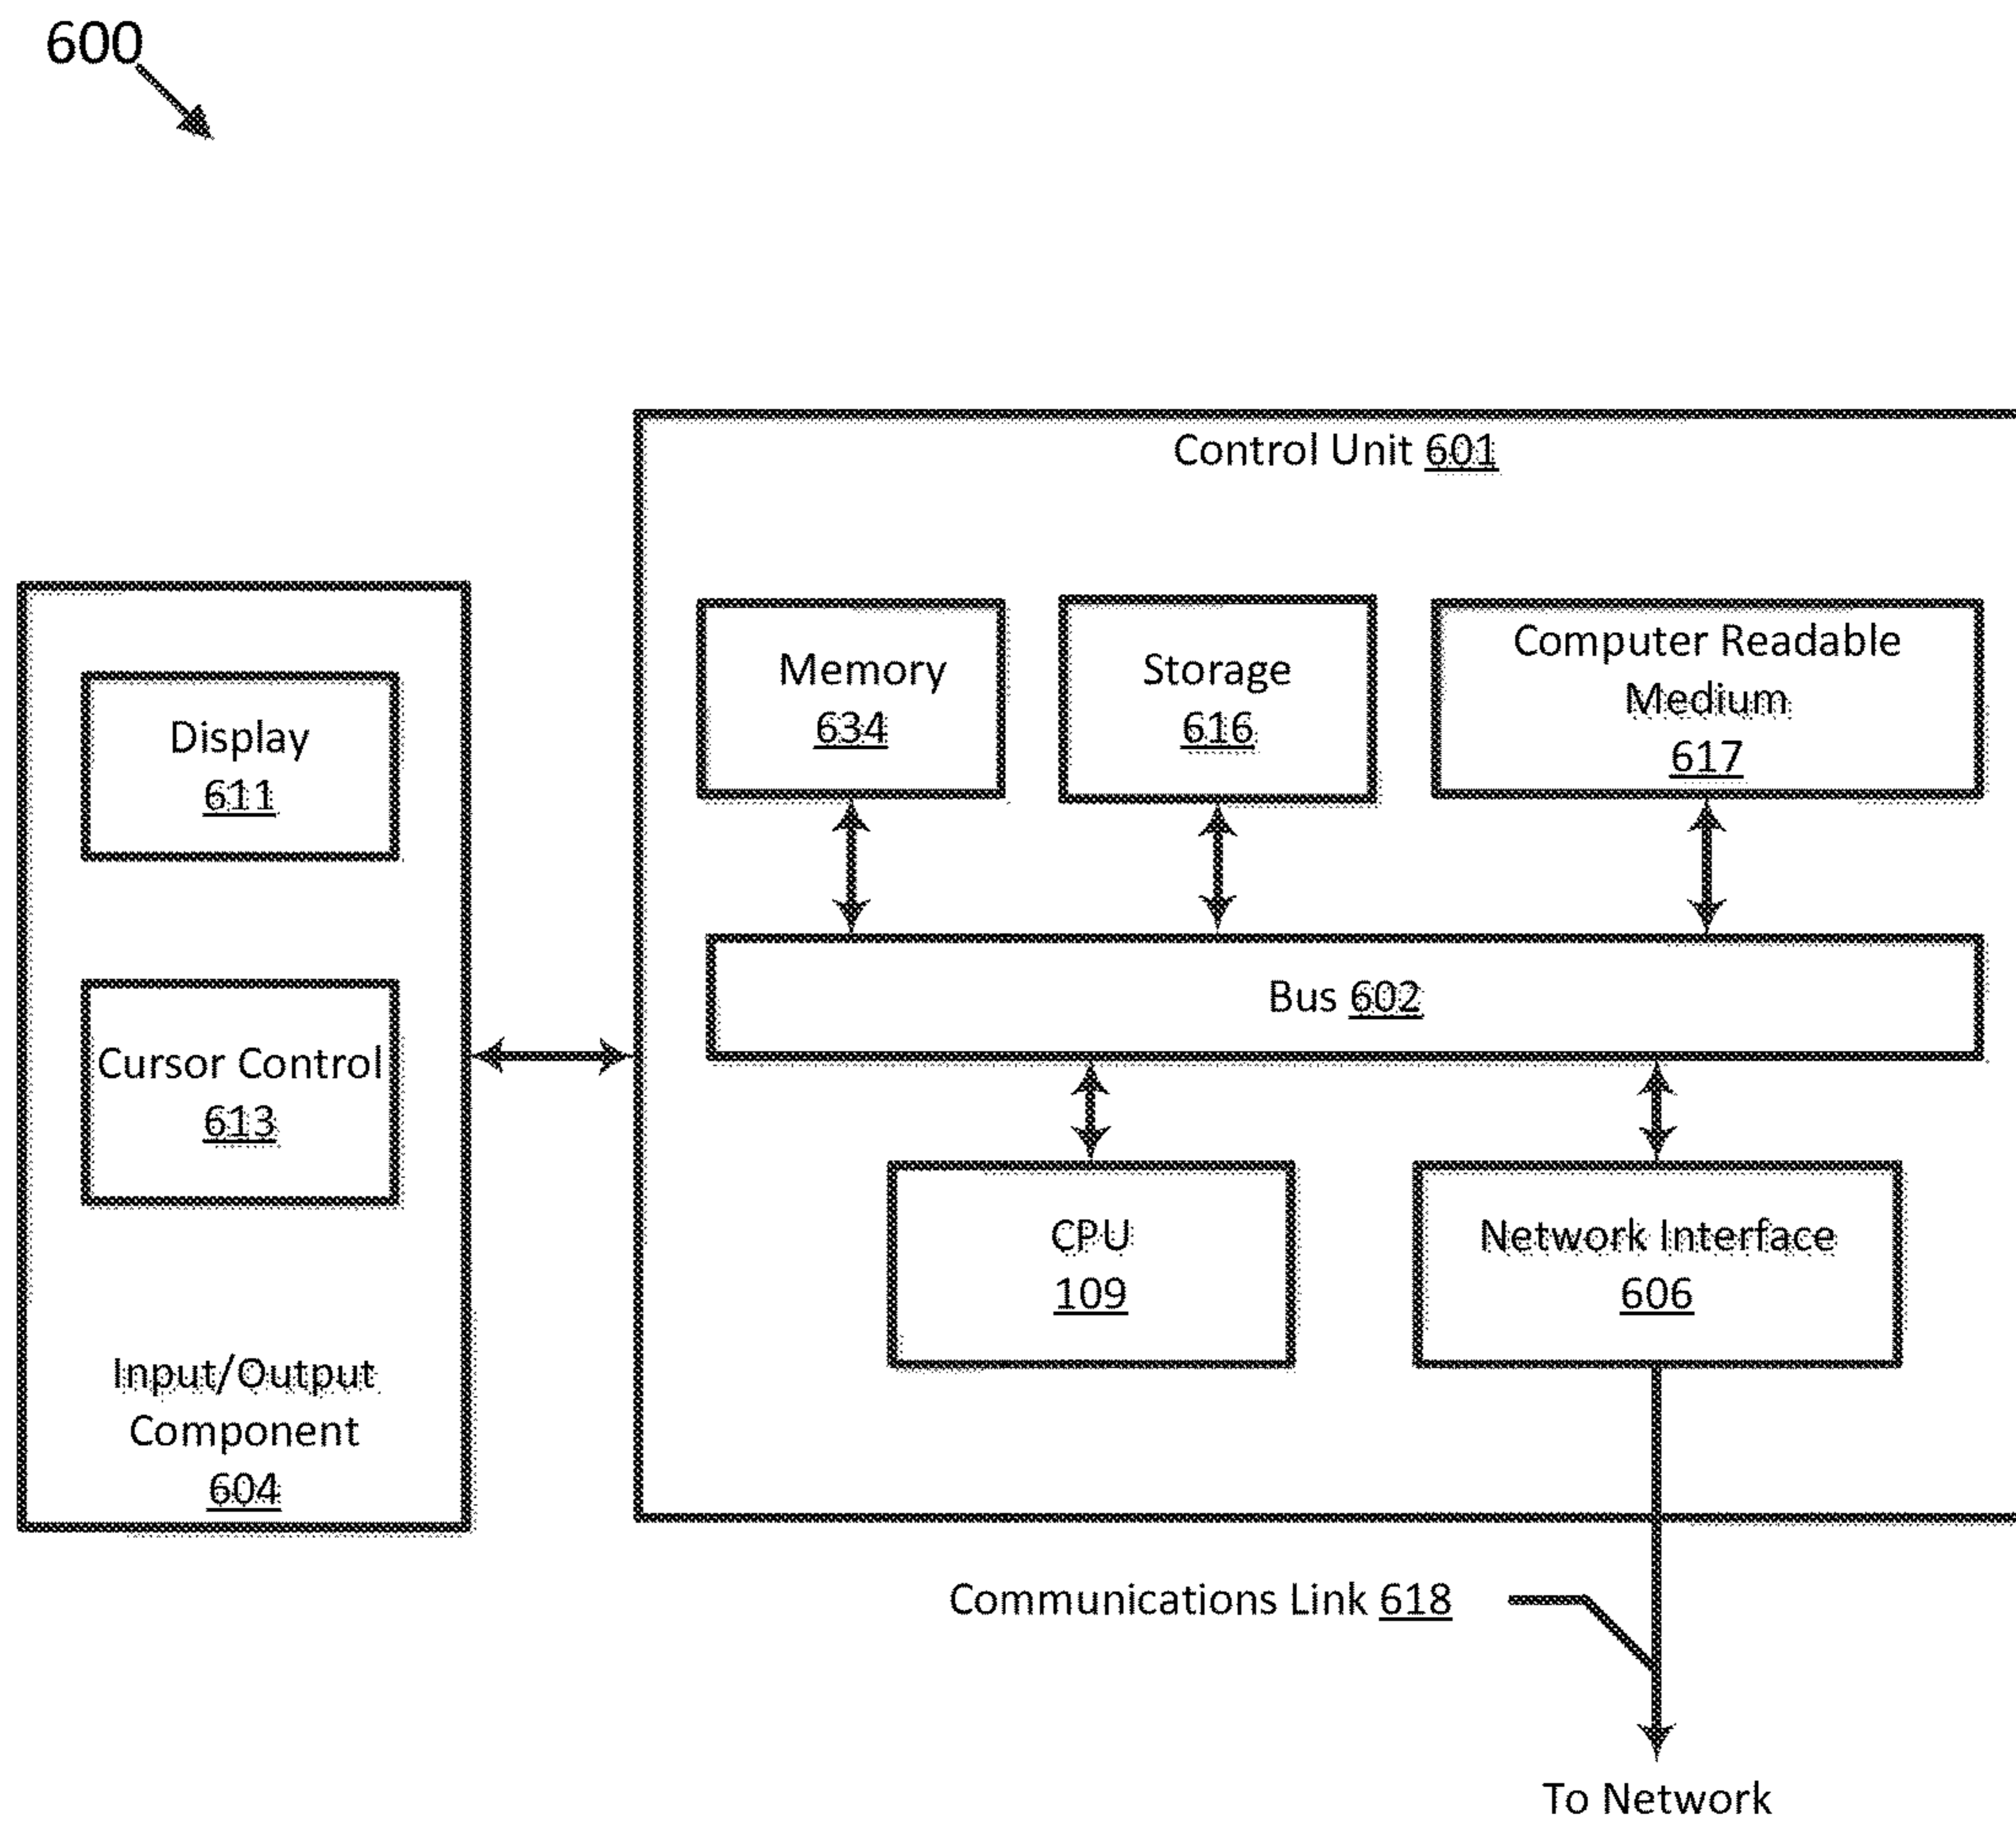 600
Control Unit 601
Memory
634
Storage
616
Computer Readable
Medium
617
Display
611
Bus 602
Cursor Control
613
CPU
109
Network Interface
606
Input/Output
Component
604
Communications Link 618
To Network